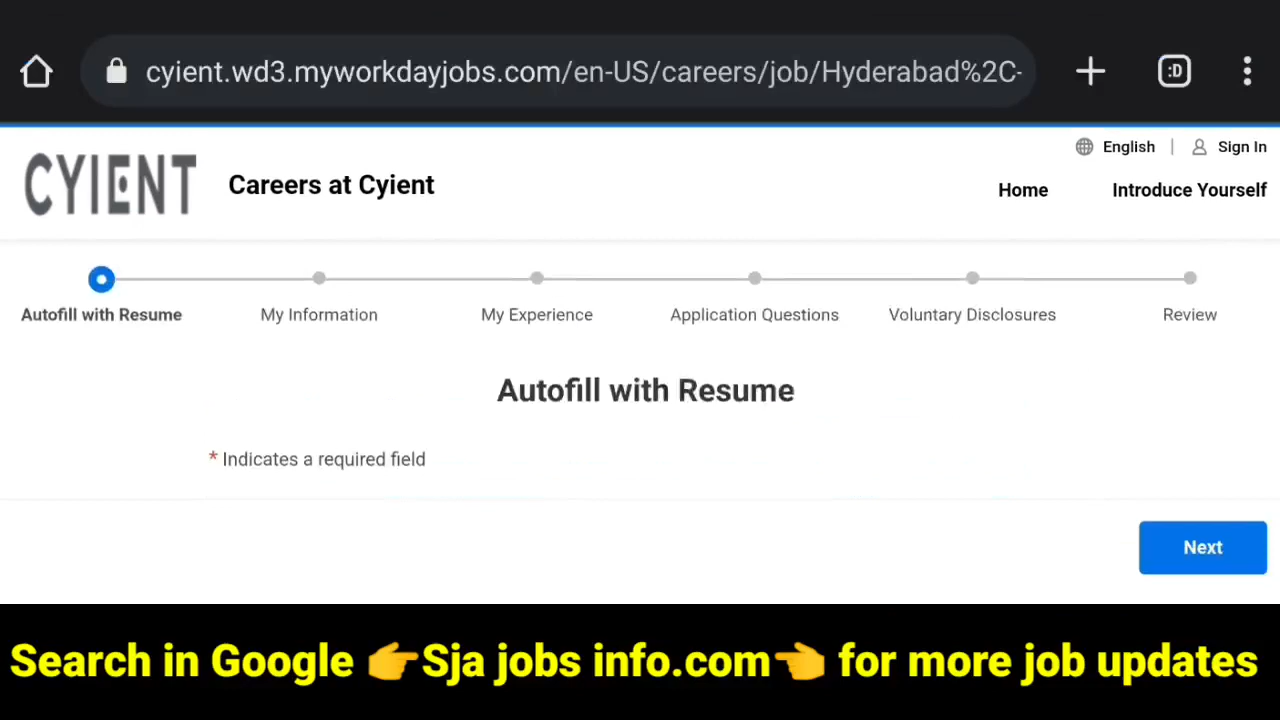 cyient.wd3.myworkdayjobs.com/en-US/careers/job/Hyderabad%2C-
:D
English | Sign In
CYIENT
Careers at Cyient
Home
Introduce Yourself
Autofill with Resume
My Information
My Experience
Application Questions
Voluntary Disclosures
Review
Autofill with Resume
* Indicates a required field
Next
Search in Google 👉Sja jobs info.com👈 for more job updates